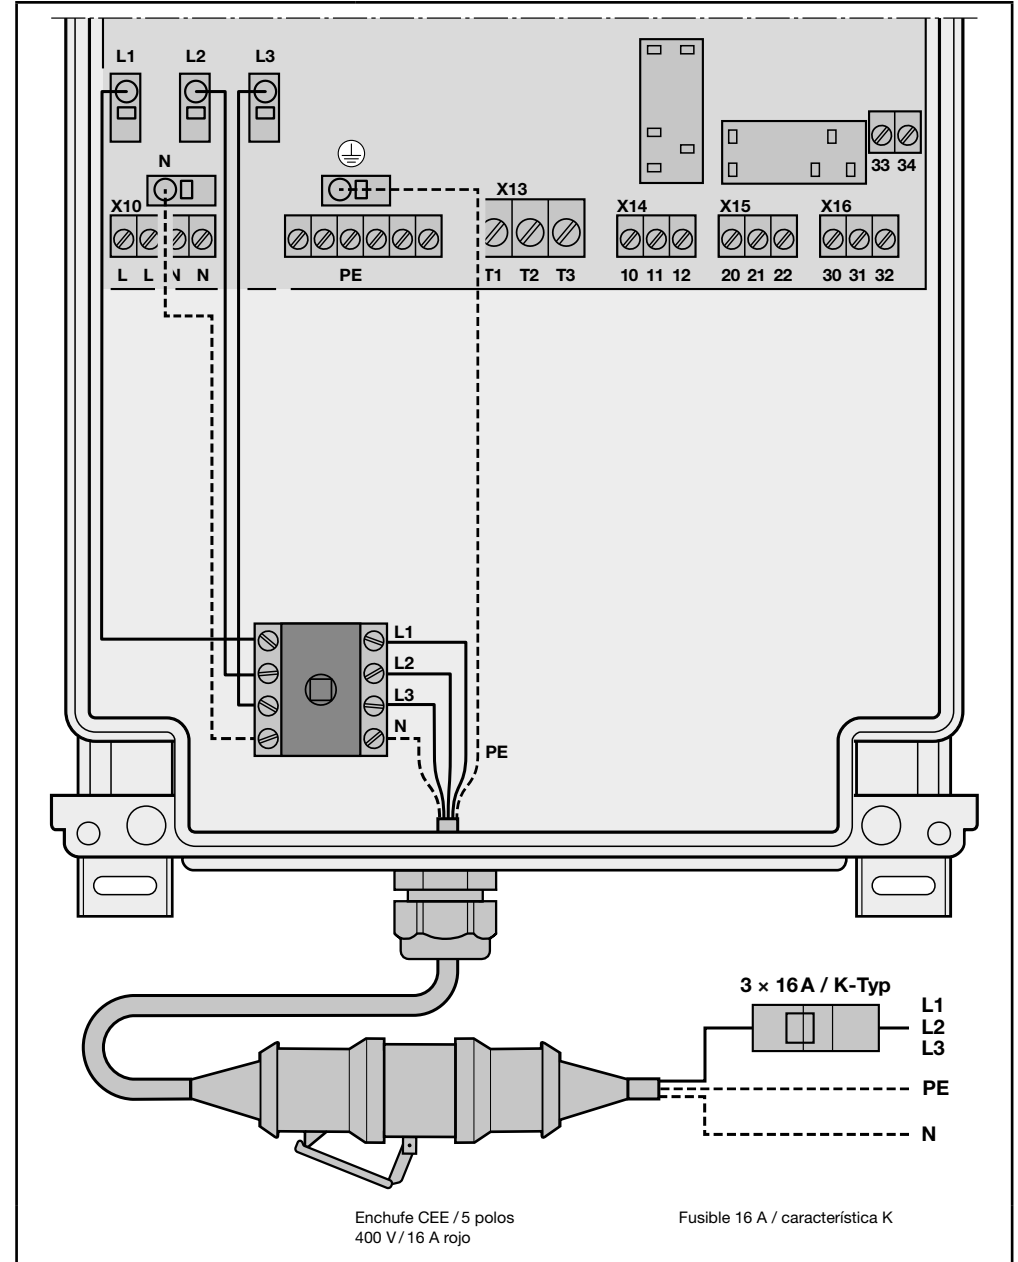 L1 L2 L3
N
X10 X13 X14 X15 X16
33 34
L L N N PE T1 T2 T3 10 11 12 20 21 22 30 31 32
L1
L2
L3
N
PE
3 × 16 A / K-Typ
L1
L2
L3
PE
N
Enchufe CEE / 5 polos
400 V / 16 A rojo
Fusible 16 A / característica K